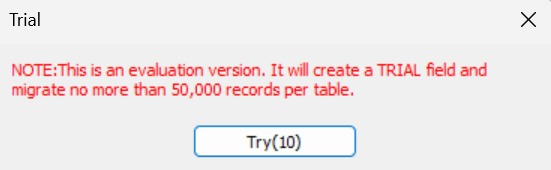 Trial
NOTE:This is an evaluation version. It will create a TRIAL field and
migrate no more than 50,000 records per table.
Try(10)